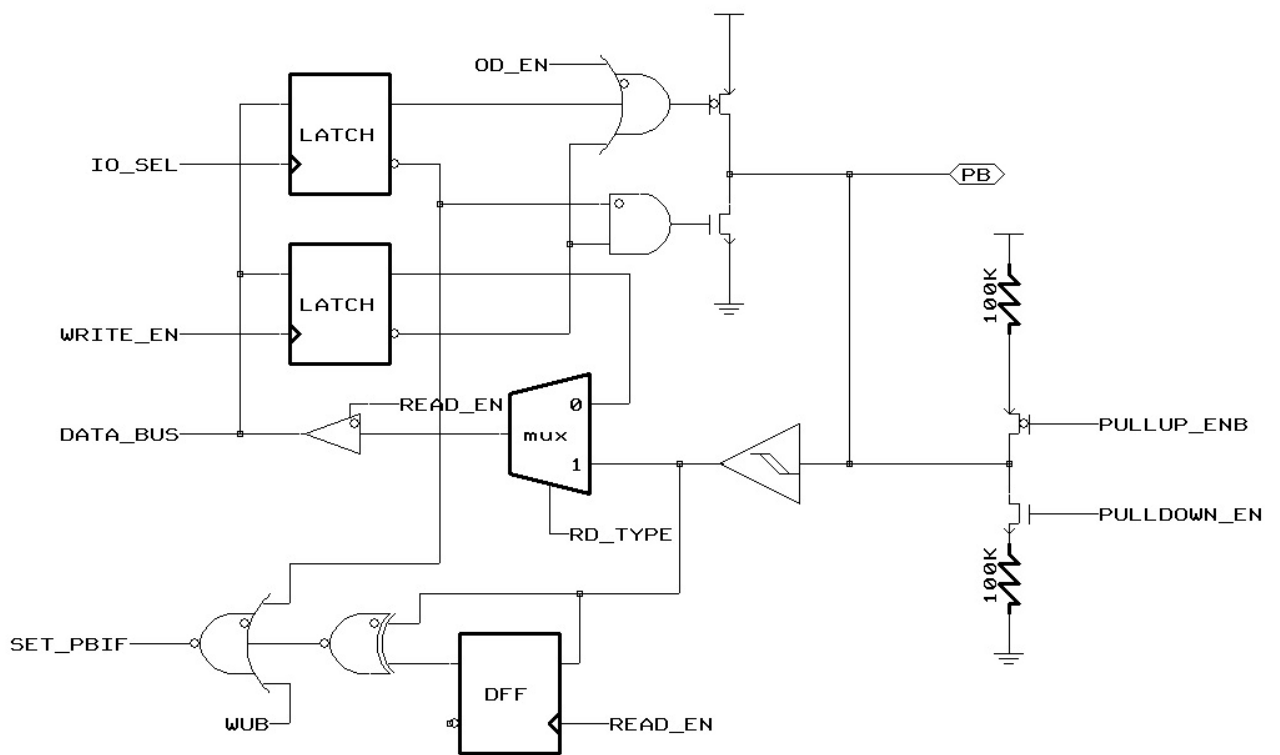 OD_EN
LATCH
IO_SEL
PB
LATCH
100K
WRITE_EN
READ_EN
0
DATA_BUS
mux
PULLUP_ENB
1
PULLDOWN_EN
RD_TYPE
100K
SET_PBIF
DFF
WUB
READ_EN